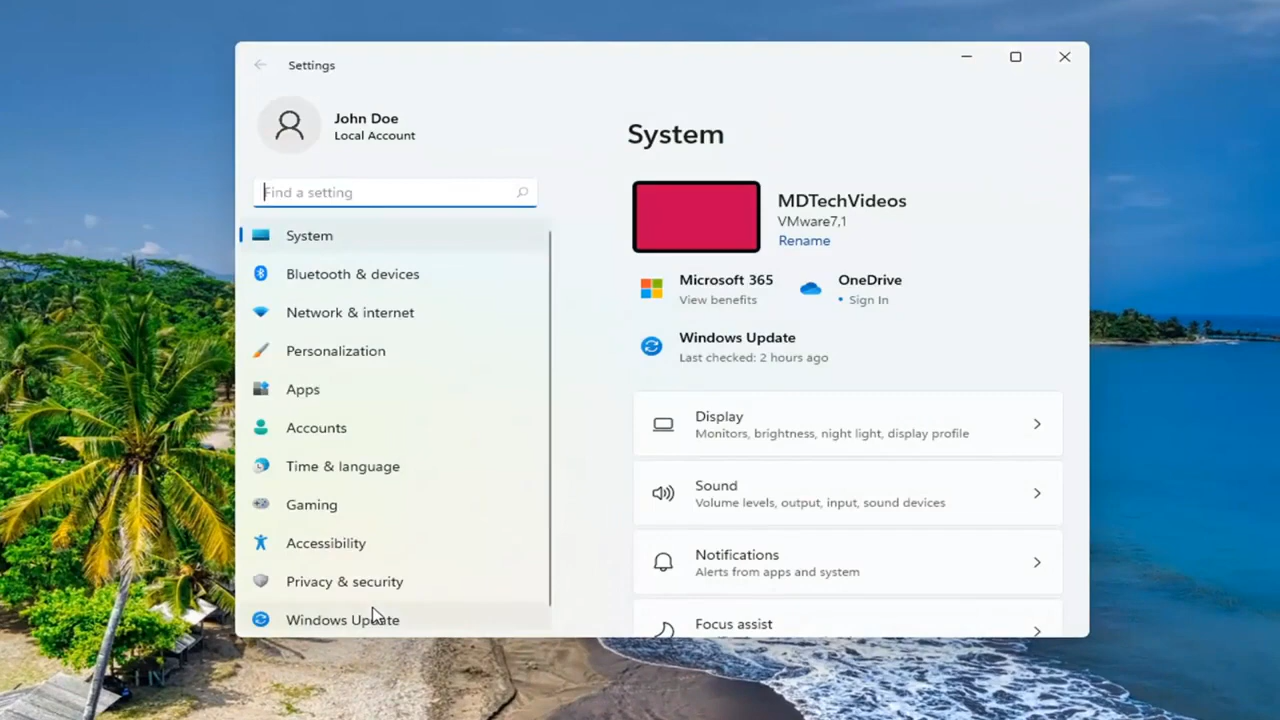 Settings
John Doe
Local Account
Find a setting
System
Bluetooth & devices
Network & internet
Personalization
Apps
Accounts
Time & language
Gaming
Accessibility
Privacy & security
Windows Update
System
MDTechVideos
VMware7,1
Rename
Microsoft 365
View benefits
OneDrive
• Sign In
Windows Update
Last checked: 2 hours ago
Display
Monitors, brightness, night light, display profile
Sound
Volume levels, output, input, sound devices
Notifications
Alerts from apps and system
Focus assist